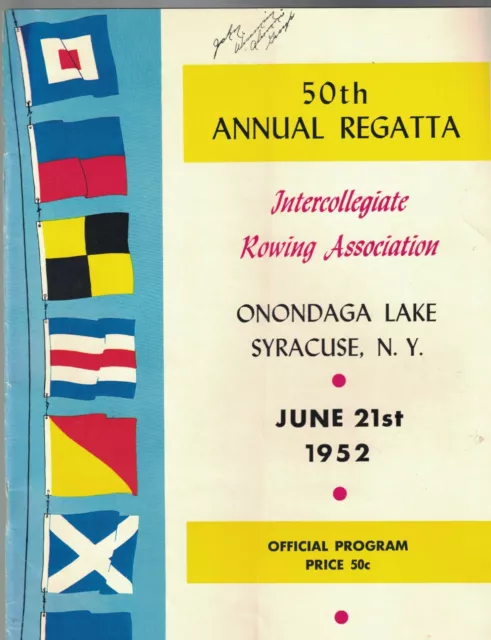 50th
ANNUAL REGATTA
Intercollegiate
Rowing Association
ONONDAGA LAKE
SYRACUSE, N. Y.
JUNE 21st
1952
OFFICIAL PROGRAM
PRICE 50c